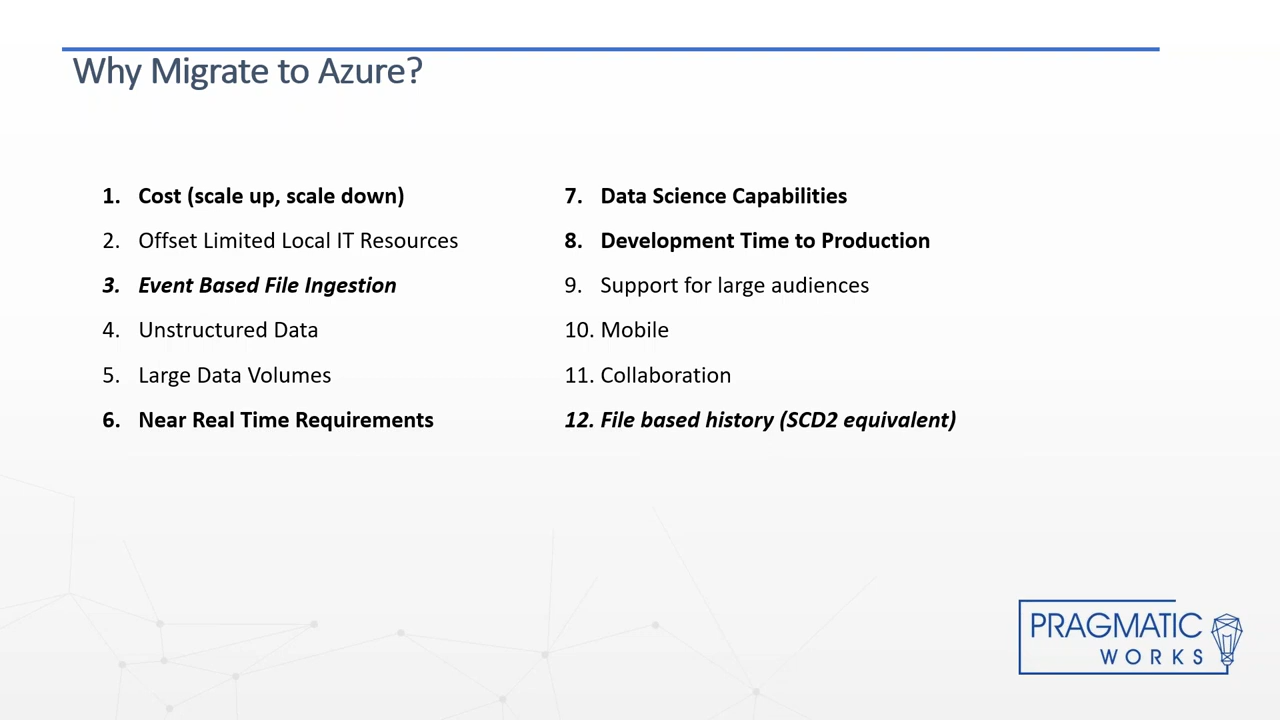 Why Migrate to Azure?
1. Cost (scale up, scale down)
2. Offset Limited Local IT Resources
3. Event Based File Ingestion
4. Unstructured Data
5. Large Data Volumes
6. Near Real Time Requirements
7. Data Science Capabilities
8. Development Time to Production
9. Support for large audiences
10. Mobile
11. Collaboration
12. File based history (SCD2 equivalent)
PRAGMATIC
WORKS